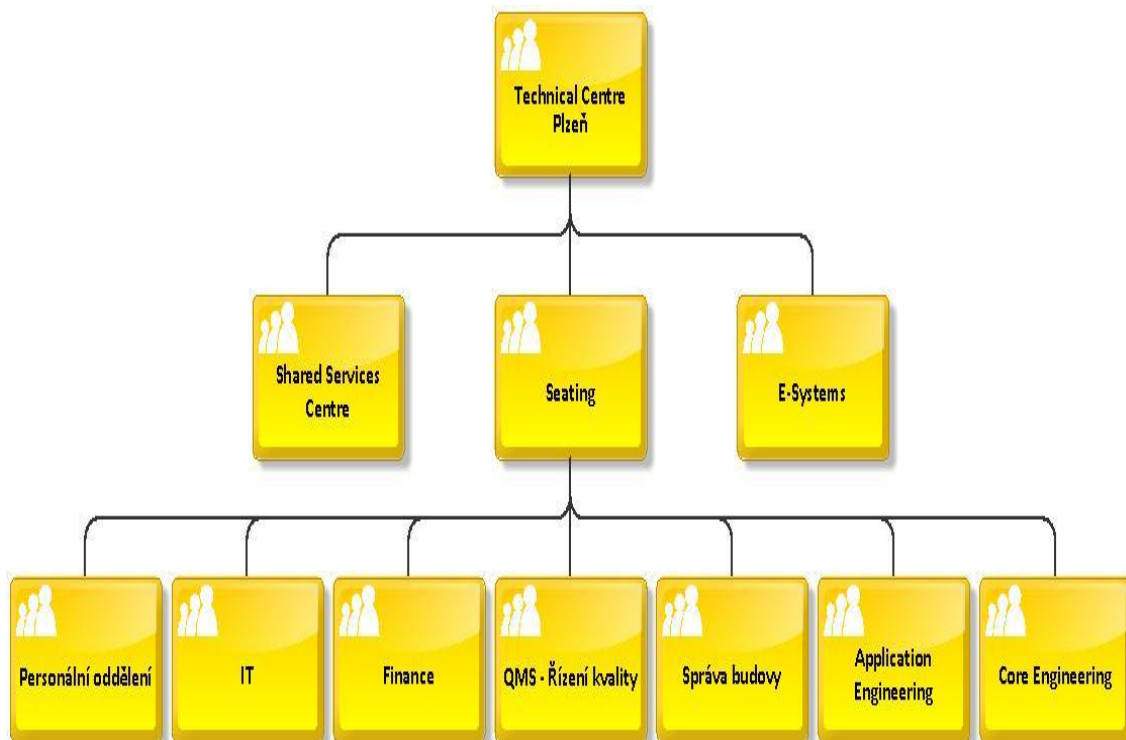 Technical Centre
Plzeň
Shared Services
Centre
Seating
E-Systems
Personální oddělení
IT
Finance
QMS - Řízení kvality
Správa budovy
Application
Engineering
Core Engineering